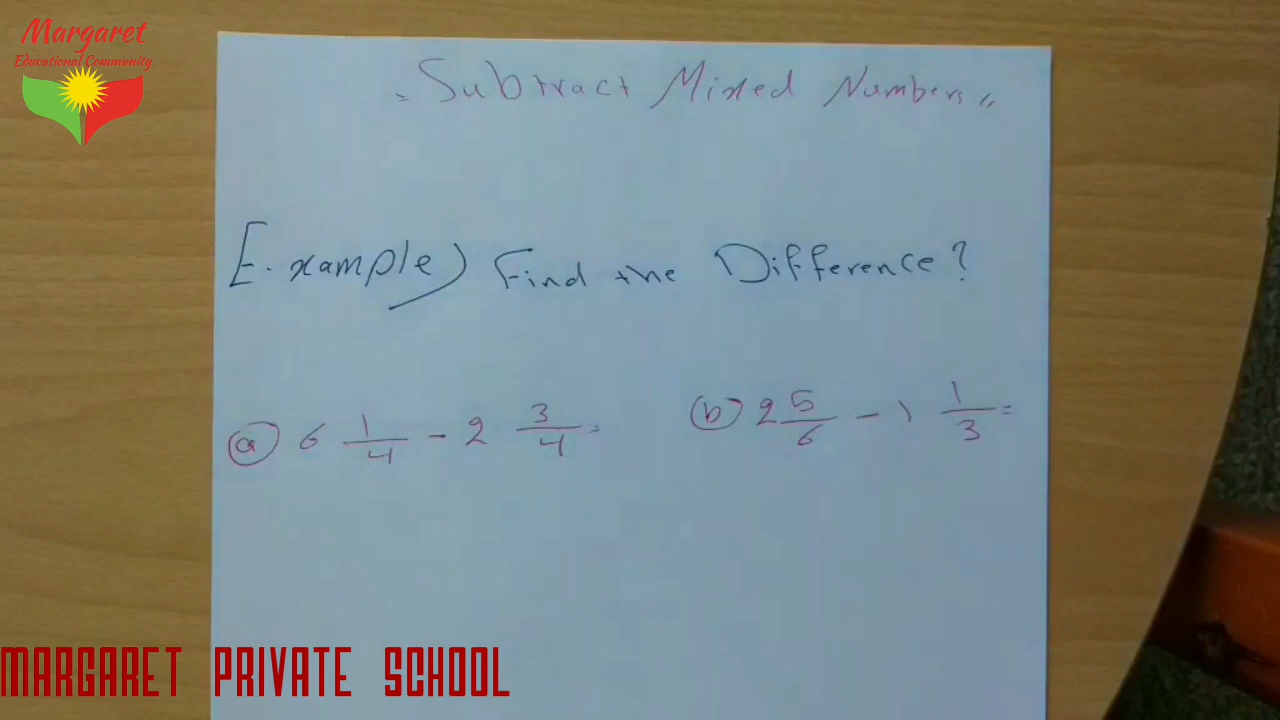 Margaret
Educational Community
"Subtract Mixed Numbers"
Example) Find the Difference?
(a) 6 1/4 - 2 3/4 =
(b) 2 5/6 - 1 1/3 =
MARGARET PRIVATE SCHOOL